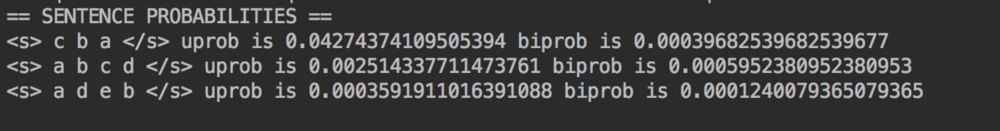 == SENTENCE PROBABILITIES ==
<s> c b a </s> uprob is 0.04274374109505394 biprob is 0.00039682539682539677
<s> a b c d </s> uprob is 0.002514337711473761 biprob is 0.0005952380952380953
<s> a d e b </s> uprob is 0.0003591911016391088 biprob is 0.0001240079365079365